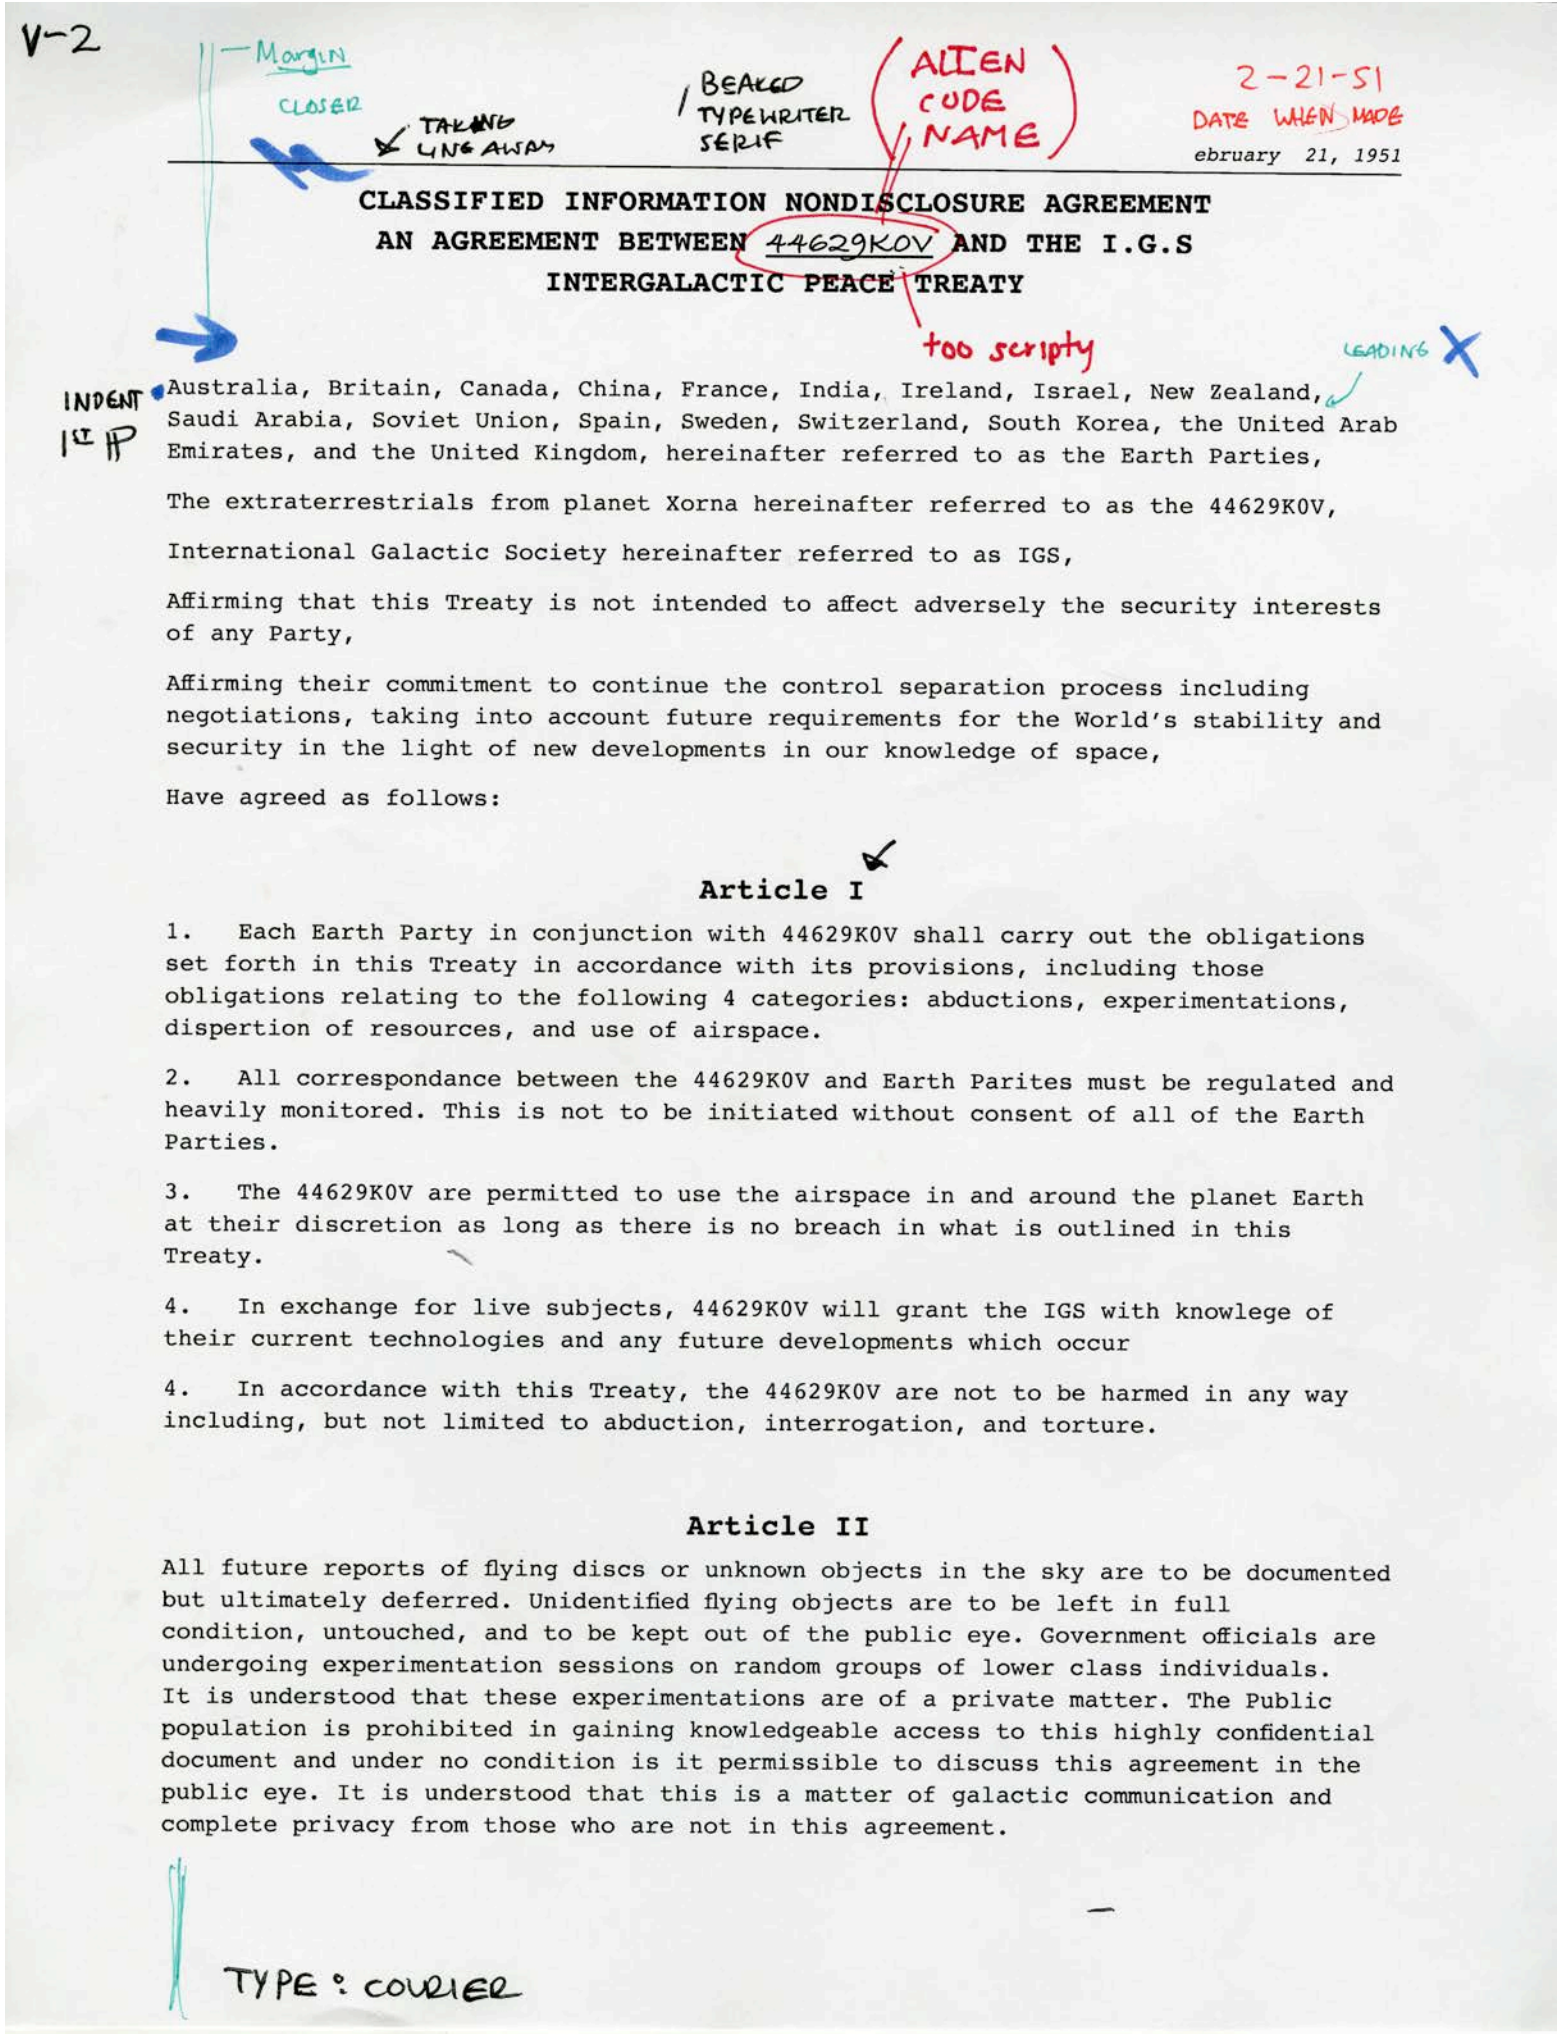 V-2
Margin
CLOSER
TAKING
LINE AWAY
BEAKED
TYPEWRITER
SERIF
ALIEN
CODE
NAME
2-21-51
DATE WHEN MADE
ebruary 21, 1951
CLASSIFIED INFORMATION NONDISCLOSURE AGREEMENT
AN AGREEMENT BETWEEN 44629KOV AND THE I.G.S
INTERGALACTIC PEACE TREATY
too scripty
LEADING X
INDENT
1ST P
Australia, Britain, Canada, China, France, India, Ireland, Israel, New Zealand,
Saudi Arabia, Soviet Union, Spain, Sweden, Switzerland, South Korea, the United Arab
Emirates, and the United Kingdom, hereinafter referred to as the Earth Parties,
The extraterrestrials from planet Xorna hereinafter referred to as the 44629K0V,
International Galactic Society hereinafter referred to as IGS,
Affirming that this Treaty is not intended to affect adversely the security interests
of any Party,
Affirming their commitment to continue the control separation process including
negotiations, taking into account future requirements for the World's stability and
security in the light of new developments in our knowledge of space,
Have agreed as follows:
Article I
1. Each Earth Party in conjunction with 44629K0V shall carry out the obligations
set forth in this Treaty in accordance with its provisions, including those
obligations relating to the following 4 categories: abductions, experimentations,
dispertion of resources, and use of airspace.
2. All correspondance between the 44629K0V and Earth Parites must be regulated and
heavily monitored. This is not to be initiated without consent of all of the Earth
Parties.
3. The 44629K0V are permitted to use the airspace in and around the planet Earth
at their discretion as long as there is no breach in what is outlined in this
Treaty.
4. In exchange for live subjects, 44629K0V will grant the IGS with knowlege of
their current technologies and any future developments which occur
4. In accordance with this Treaty, the 44629K0V are not to be harmed in any way
including, but not limited to abduction, interrogation, and torture.
Article II
All future reports of flying discs or unknown objects in the sky are to be documented
but ultimately deferred. Unidentified flying objects are to be left in full
condition, untouched, and to be kept out of the public eye. Government officials are
undergoing experimentation sessions on random groups of lower class individuals.
It is understood that these experimentations are of a private matter. The Public
population is prohibited in gaining knowledgeable access to this highly confidential
document and under no condition is it permissible to discuss this agreement in the
public eye. It is understood that this is a matter of galactic communication and
complete privacy from those who are not in this agreement.
TYPE: COURIER